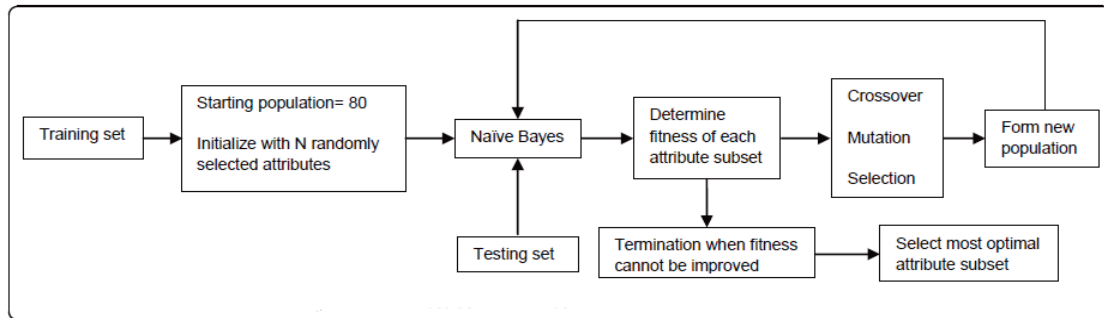 Training set
Starting population= 80
Initialize with N randomly
selected attributes
Naïve Bayes
Testing set
Determine
fitness of each
attribute subset
Crossover
Mutation
Selection
Form new
population
Termination when fitness
cannot be improved
Select most optimal
attribute subset